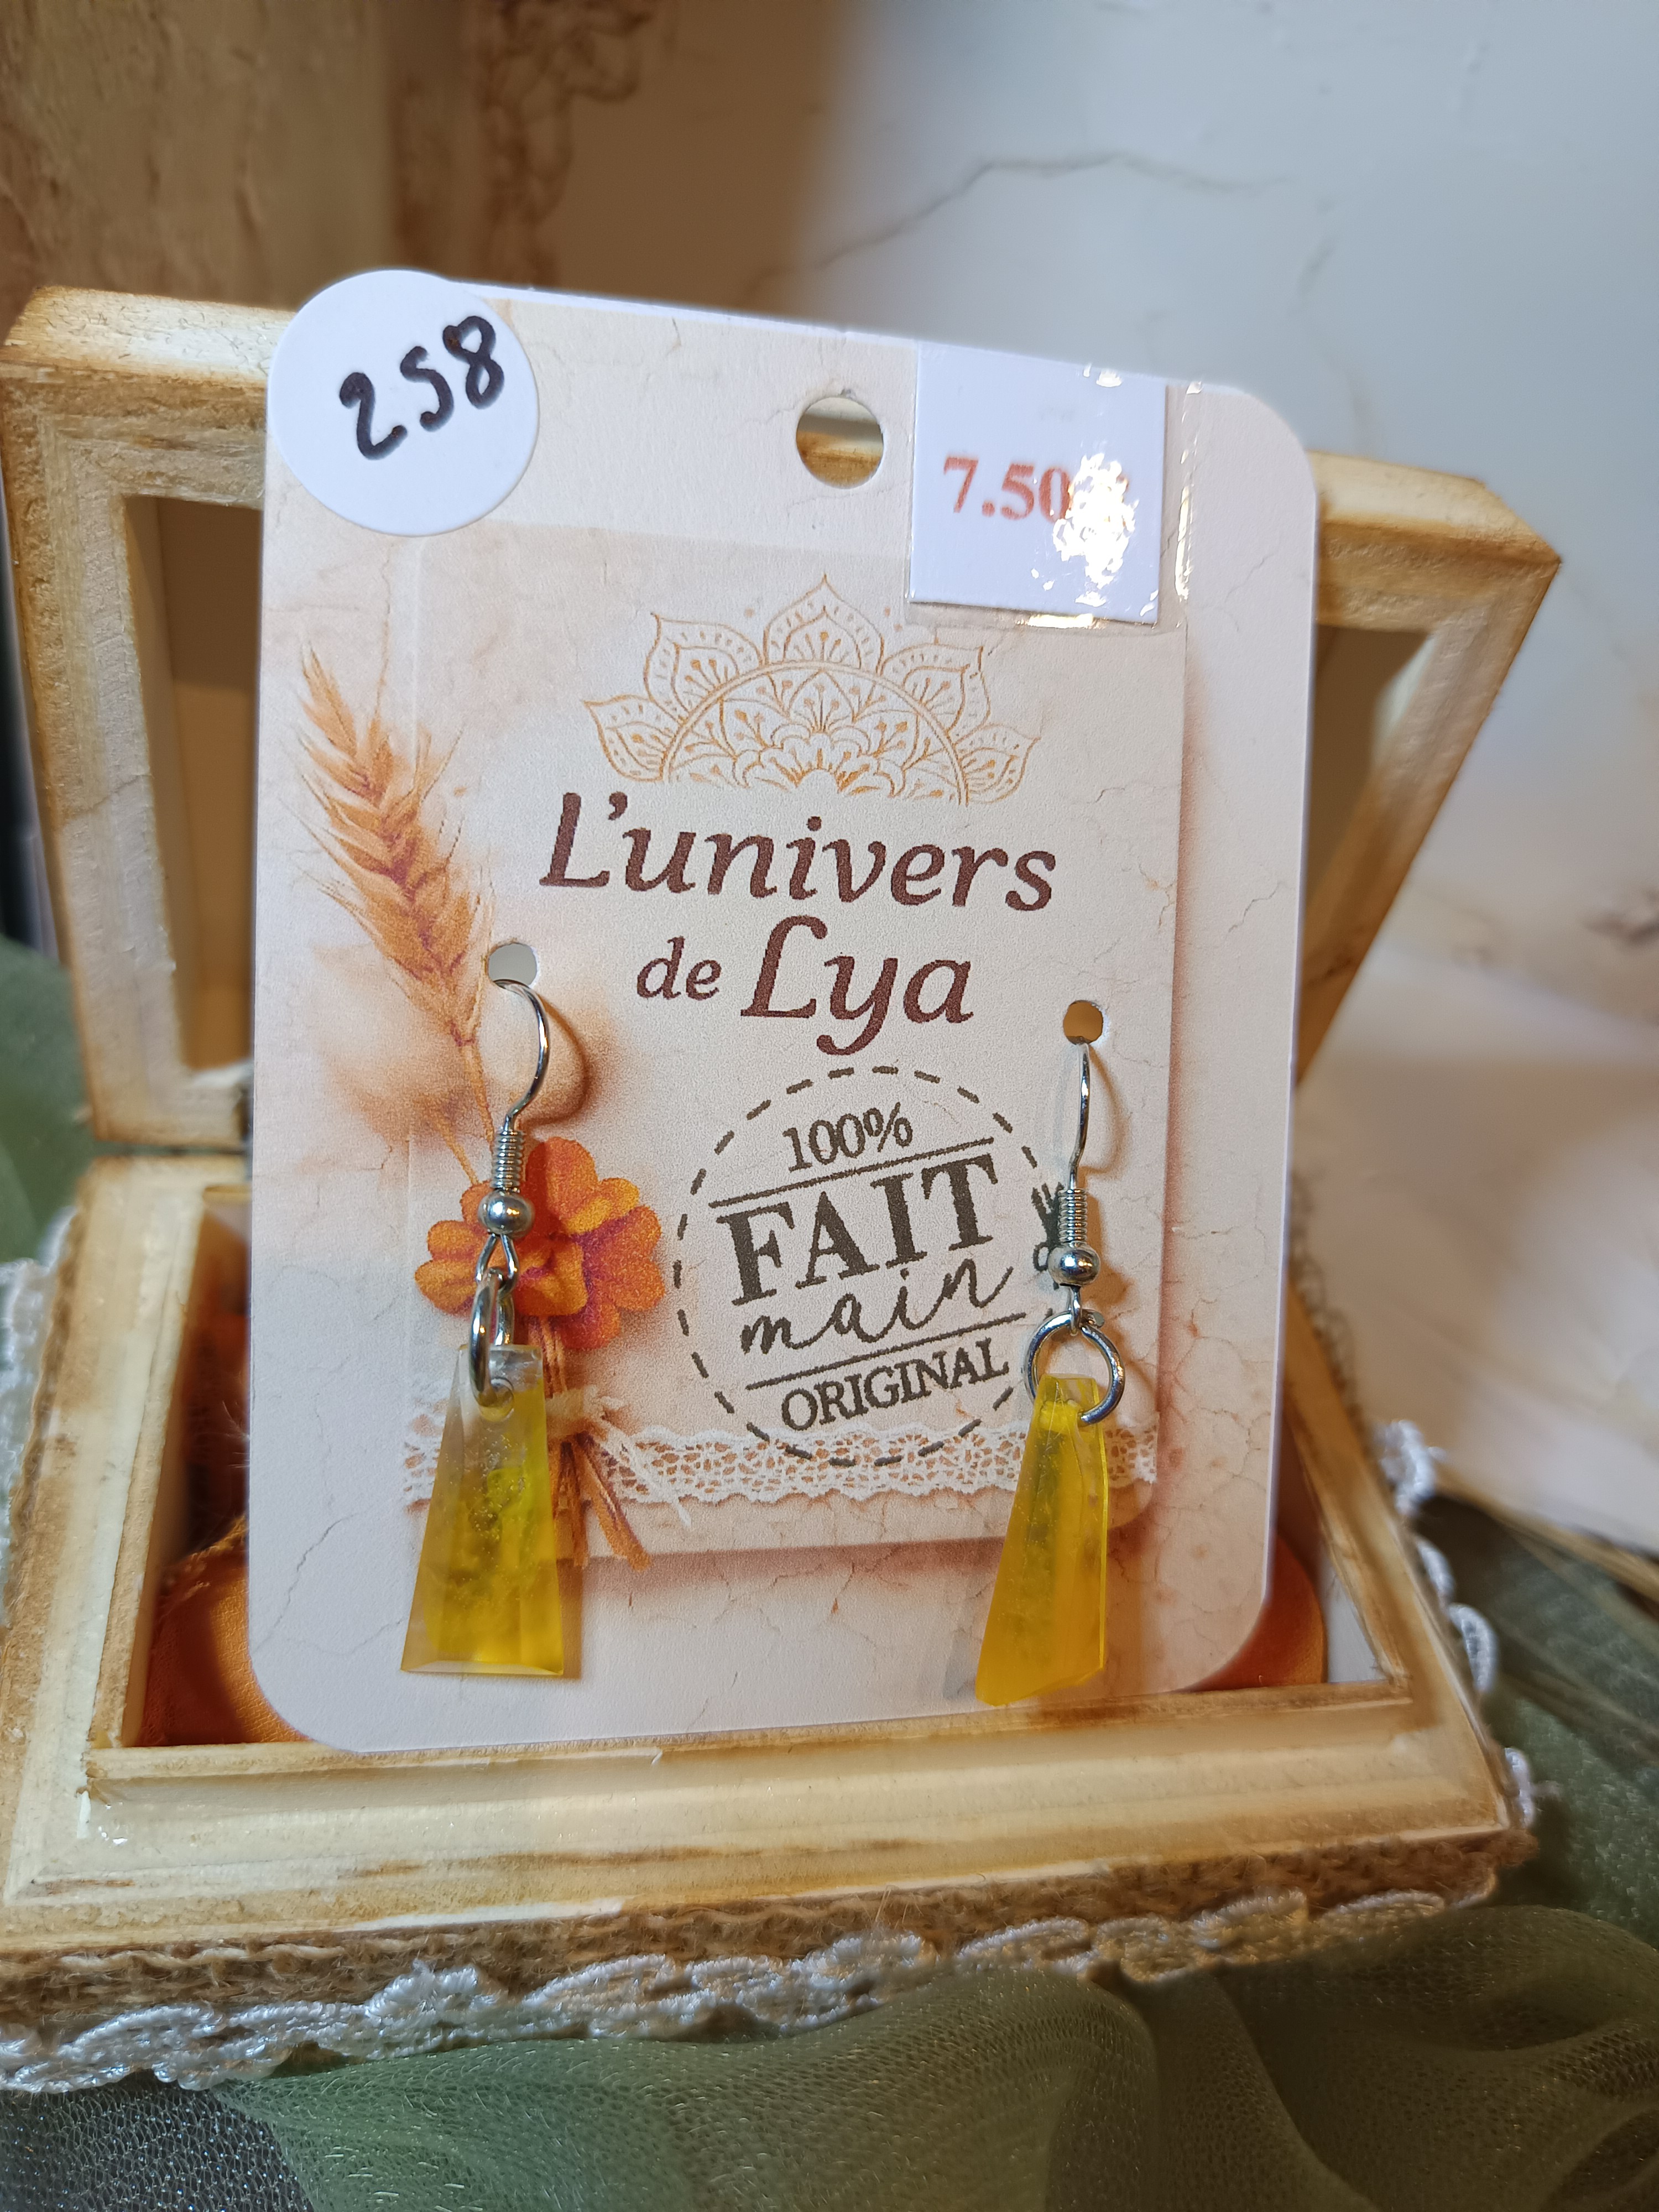 258
7.50
L'univers
de Lya
100%
FAIT
main
ORIGINAL